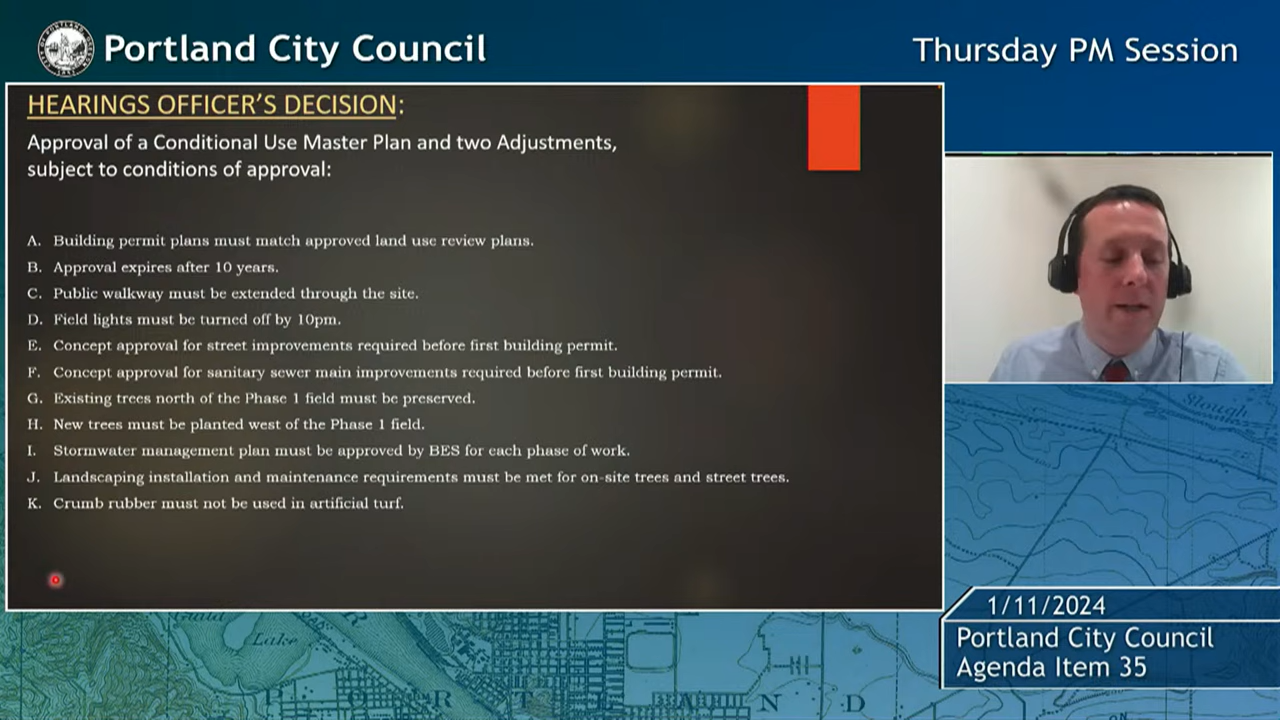 Portland City Council
Thursday PM Session
HEARINGS OFFICER'S DECISION:
Approval of a Conditional Use Master Plan and two Adjustments,
subject to conditions of approval:
A. Building permit plans must match approved land use review plans.
B. Approval expires after 10 years.
C. Public walkway must be extended through the site.
D. Field lights must be turned off by 10pm.
E. Concept approval for street improvements required before first building permit.
F. Concept approval for sanitary sewer main improvements required before first building permit.
G. Existing trees north of the Phase 1 field must be preserved.
H. New trees must be planted west of the Phase 1 field.
I. Stormwater management plan must be approved by BES for each phase of work.
J. Landscaping installation and maintenance requirements must be met for on-site trees and street trees.
K. Crumb rubber must not be used in artificial turf.
Slough
1/11/2024
Portland City Council
Agenda Item 35
Guild
Lake
P O R T L A N D